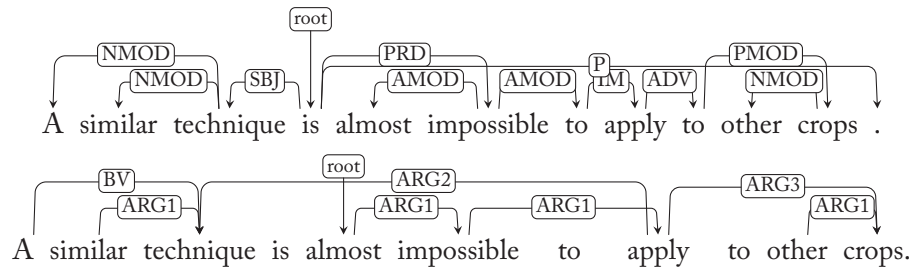 root
NMOD PRD P PMOD
NMOD SBJ AMOD AMOD IM ADV NMOD
A similar technique is almost impossible to apply to other crops .
BV root ARG2 ARG3
ARG1 ARG1 ARG1 ARG1
A similar technique is almost impossible to apply to other crops.